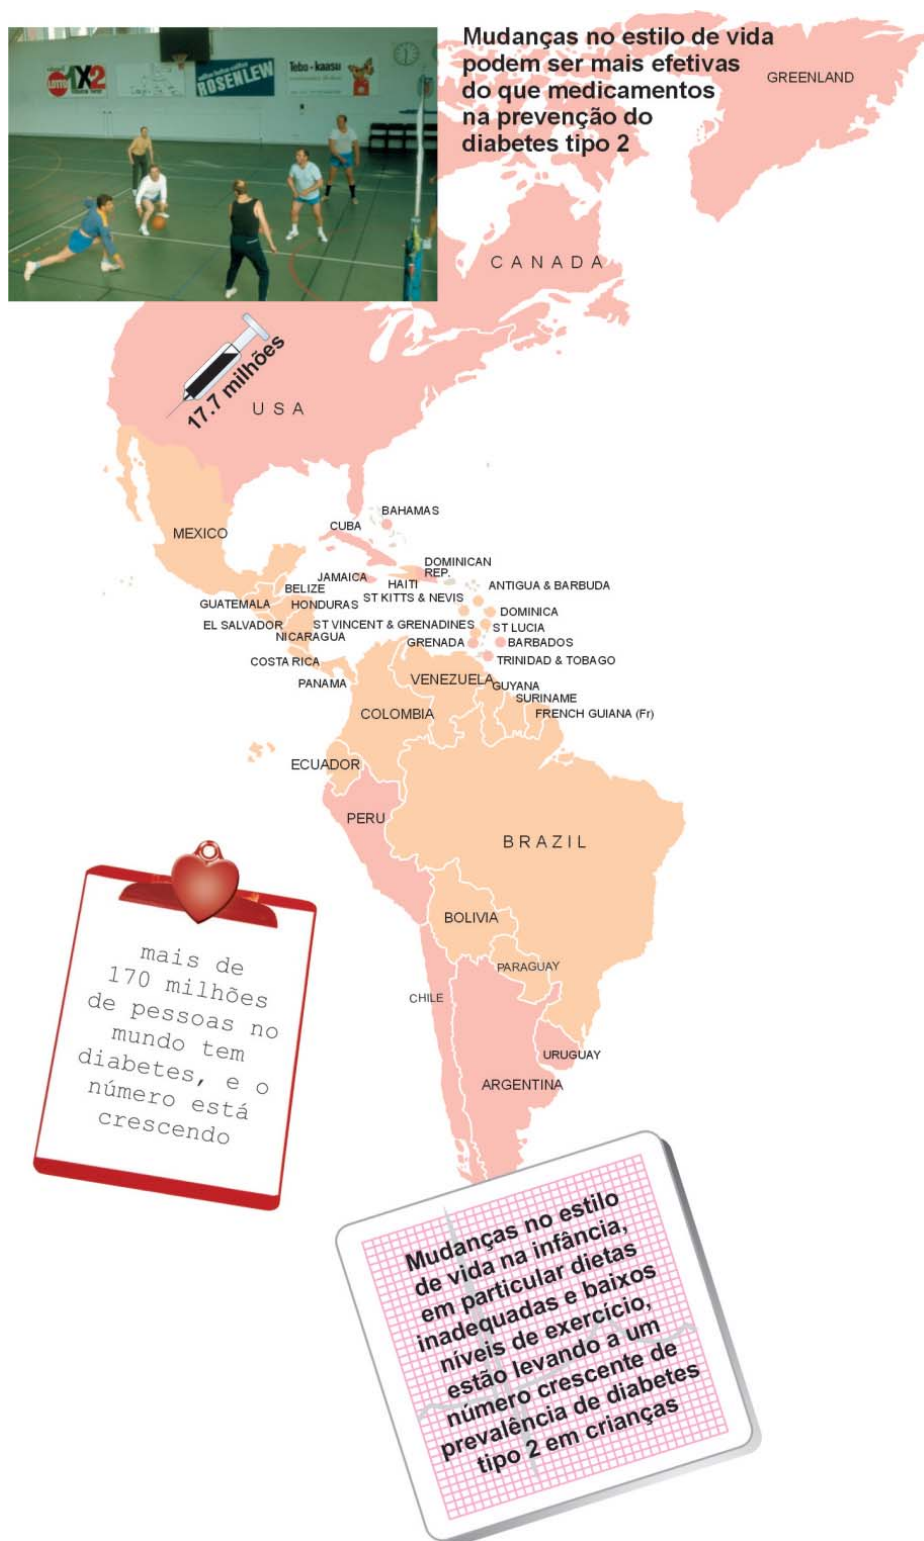 Mudanças no estilo de vida
podem ser mais efetivas
do que medicamentos
na prevenção do
diabetes tipo 2
GREENLAND
LOTTO
1X2
ROSENLEW
Tebo-kaasu
CANADA
17.7 milhões
USA
MEXICO
BAHAMAS
CUBA
DOMINICAN
REP.
JAMAICA
HAITI
BELIZE
ANTIGUA & BARBUDA
ST KITTS & NEVIS
GUATEMALA
HONDURAS
DOMINICA
EL SALVADOR
ST VINCENT & GRENADINES
ST LUCIA
NICARAGUA
GRENADA
BARBADOS
COSTA RICA
TRINIDAD & TOBAGO
PANAMA
VENEZUELA
GUYANA
SURINAME
COLOMBIA
FRENCH GUIANA (Fr)
ECUADOR
PERU
BRAZIL
BOLIVIA
PARAGUAY
CHILE
URUGUAY
ARGENTINA
mais de
170 milhões
de pessoas no
mundo tem
diabetes, e o
número está
crescendo
Mudanças no estilo
de vida na infância,
em particular dietas
inadequadas e baixos
níveis de exercício,
estão levando a um
número crescente de
prevalência de diabetes
tipo 2 em crianças